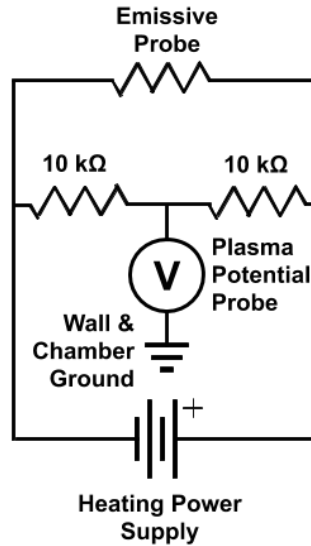 Emissive
Probe
10 kΩ
10 kΩ
V
Plasma
Potential
Probe
Wall &
Chamber
Ground
+
Heating Power
Supply